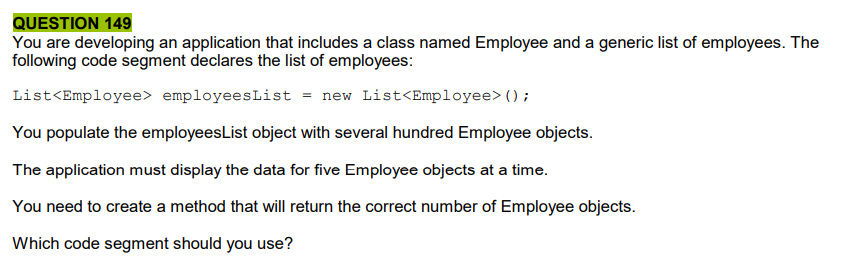 QUESTION 149
You are developing an application that includes a class named Employee and a generic list of employees. The
following code segment declares the list of employees:
List<Employee> employeesList = new List<Employee>();
You populate the employeesList object with several hundred Employee objects.
The application must display the data for five Employee objects at a time.
You need to create a method that will return the correct number of Employee objects.
Which code segment should you use?